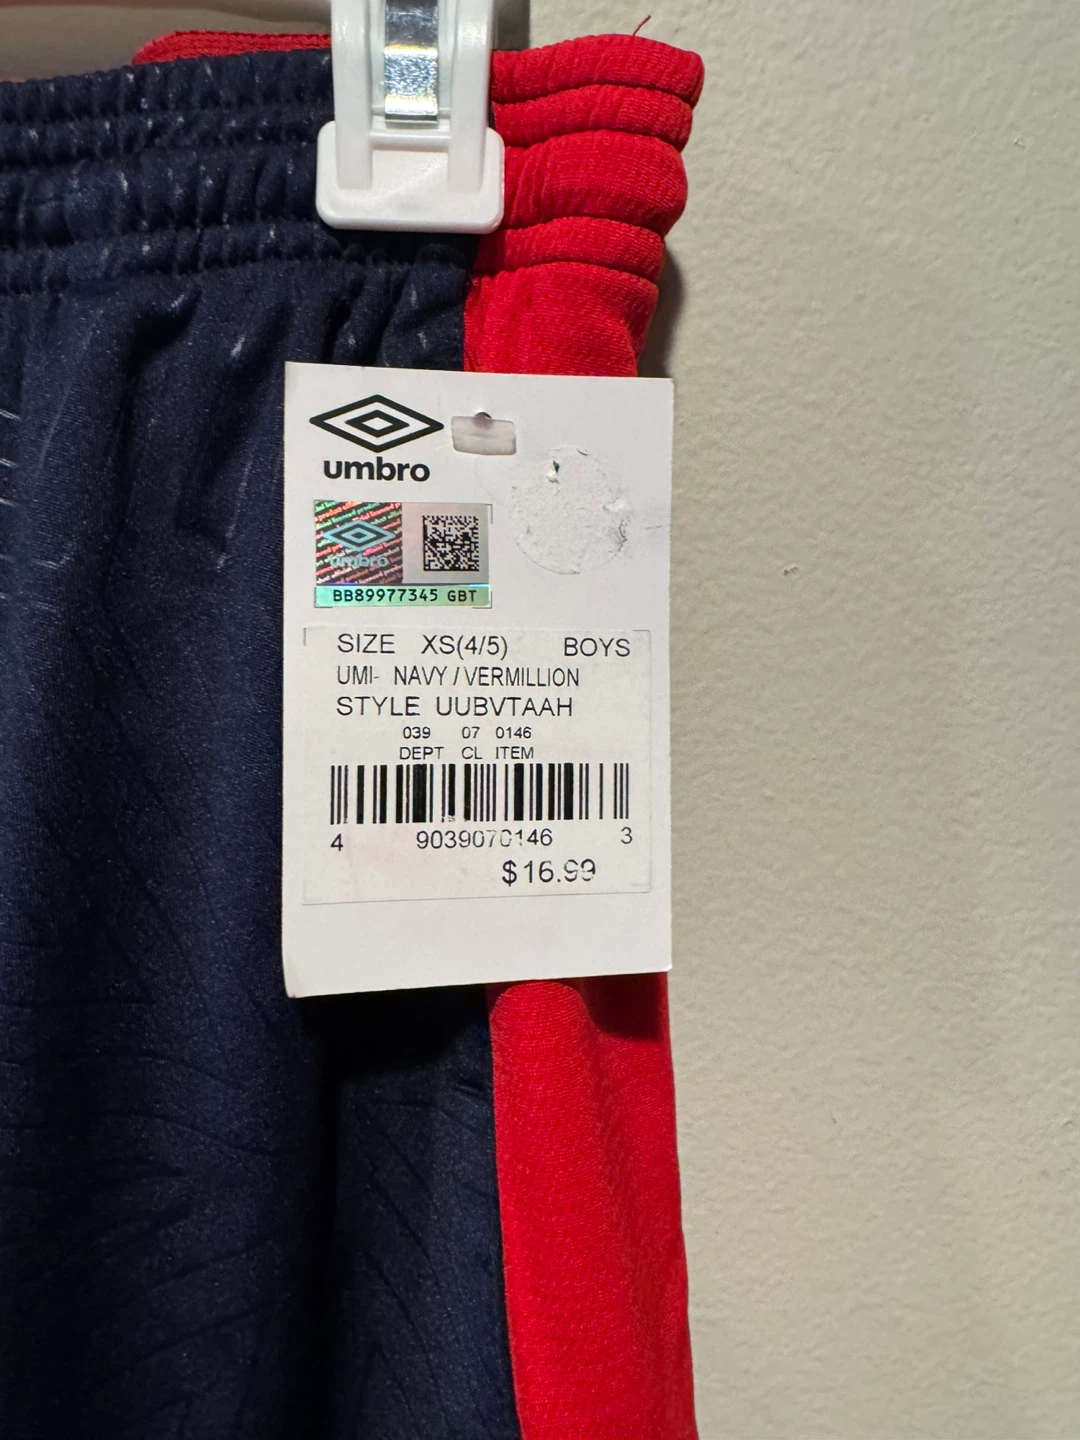 umbro
umbro
BB89977345 GBT
SIZE XS(4/5) BOYS
UMI- NAVY / VERMILLION
STYLE UUBVTAAH
039 07 0146
DEPT CL ITEM
4 9039070146 3
$16.99